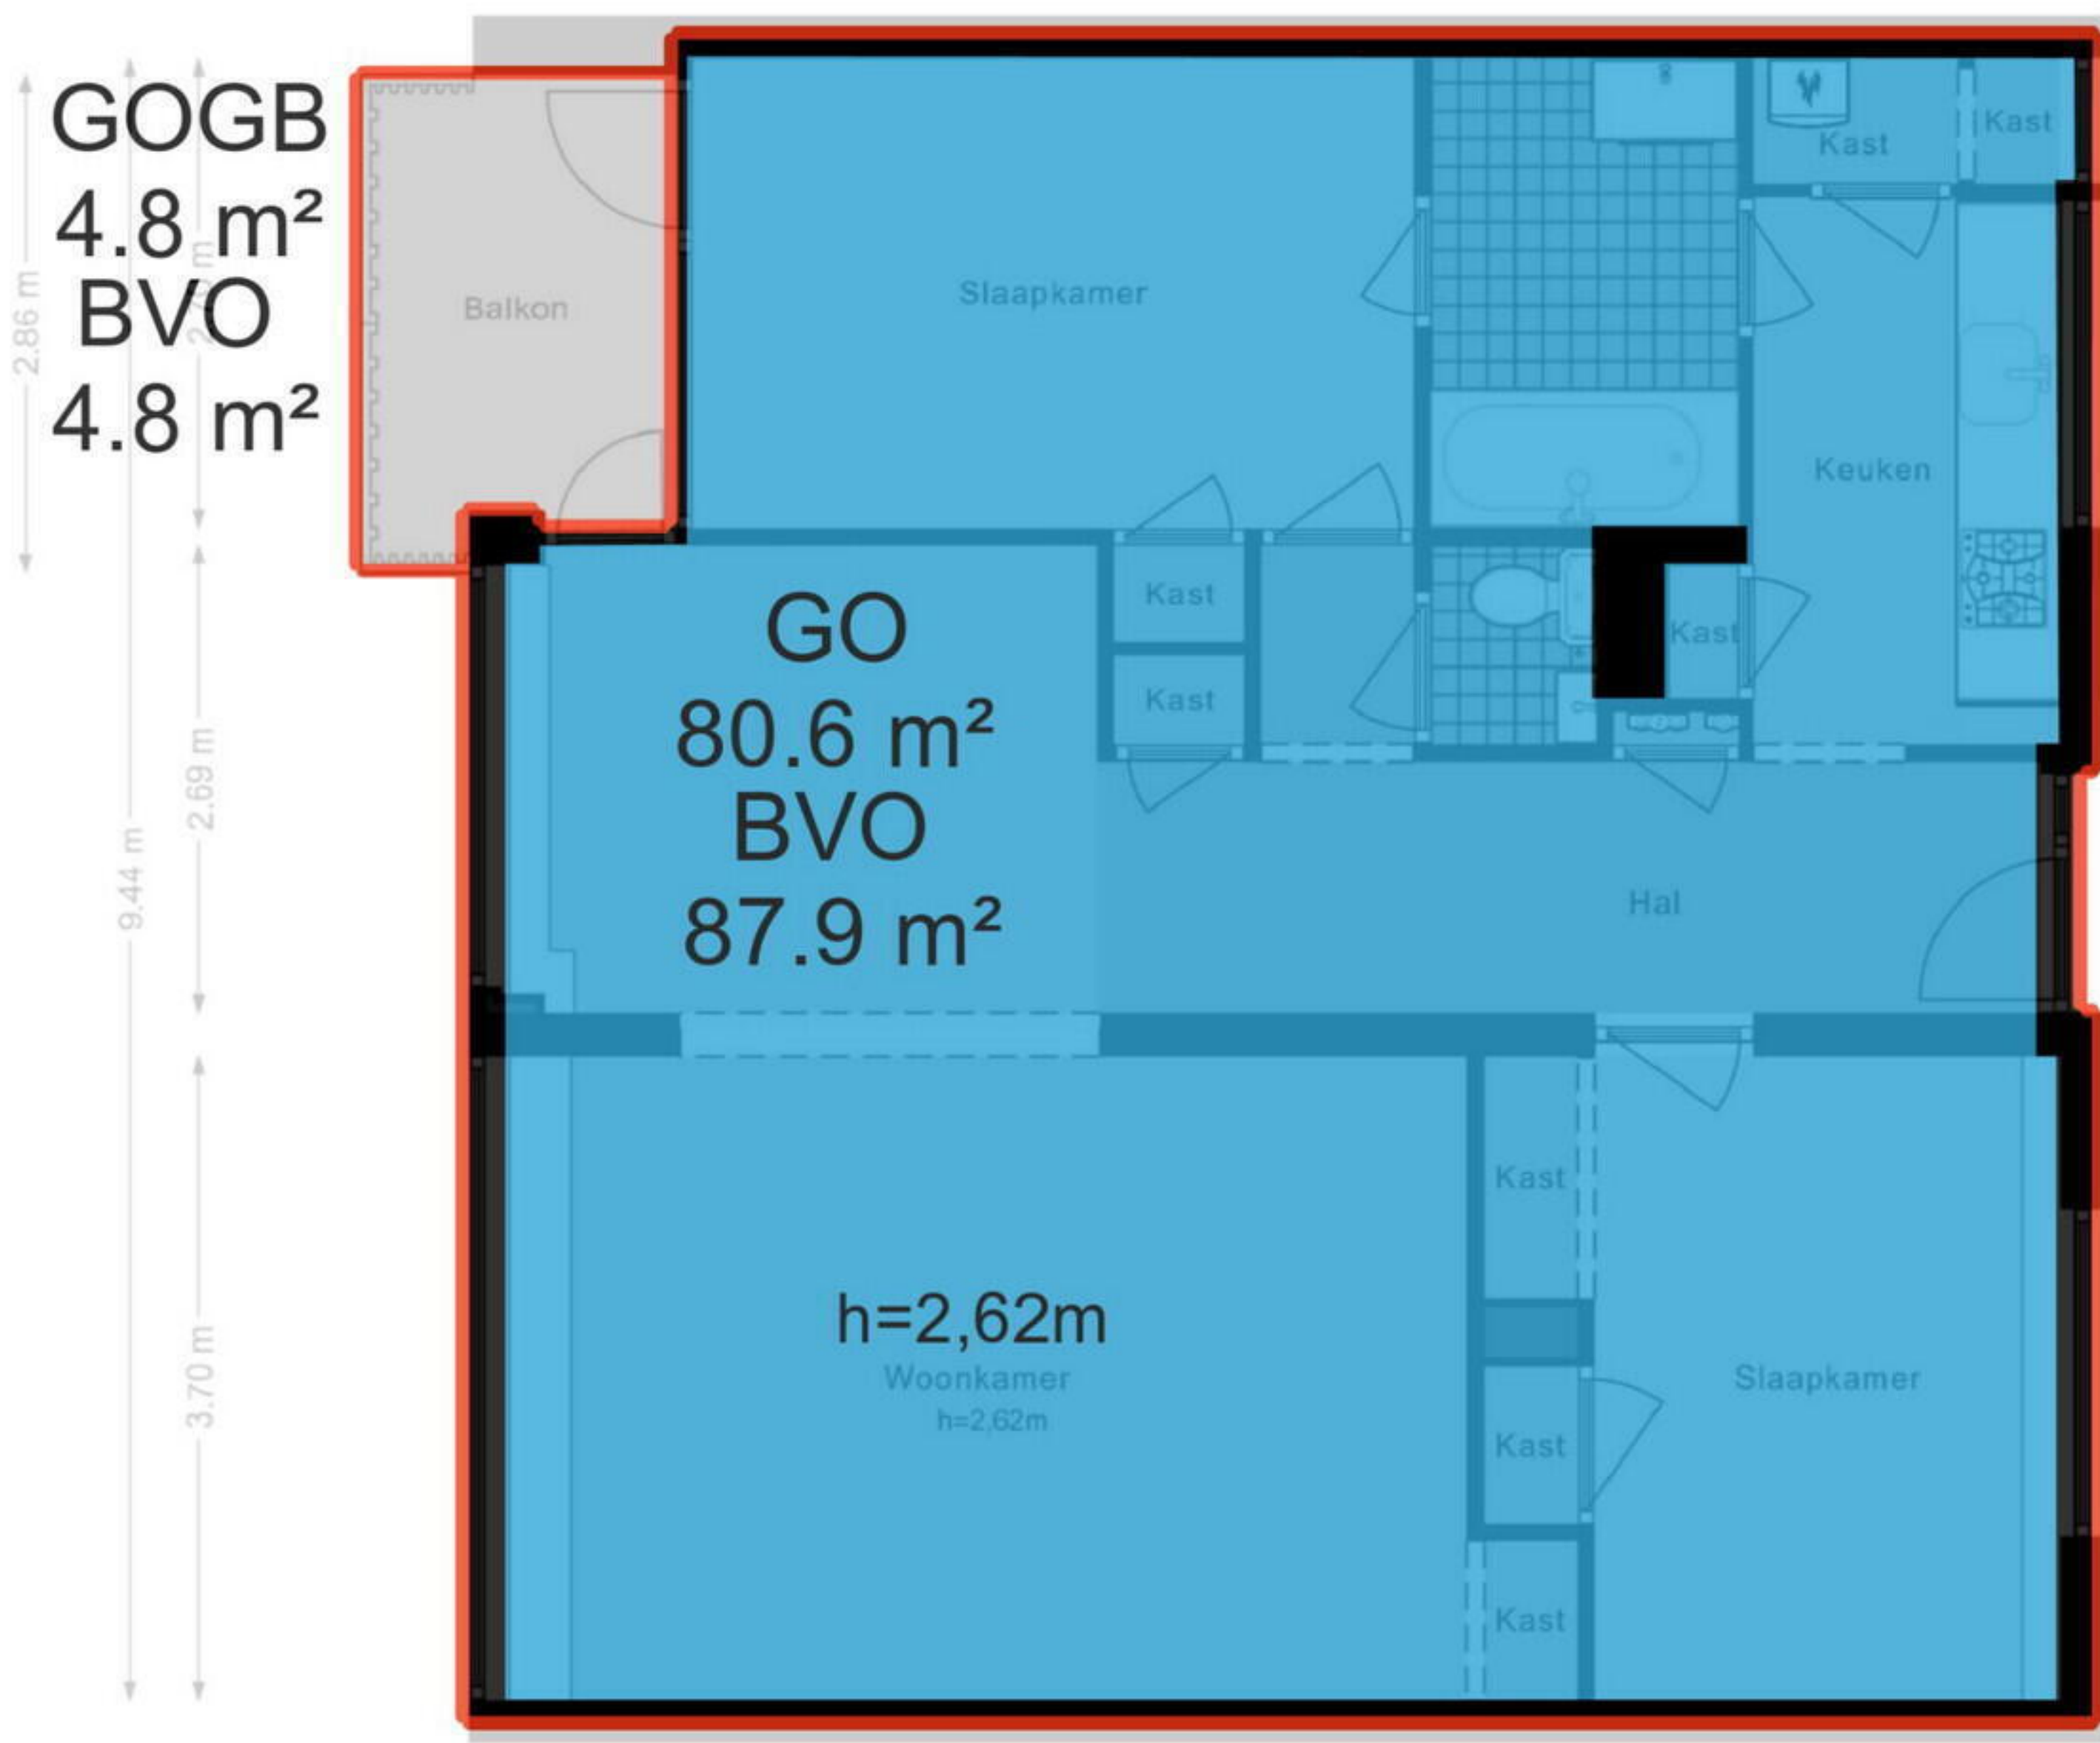 GOGB
4.8 m²
BVO
4.8 m²
2.86 m
9.44 m
2.69 m
3.70 m
Balkon
Slaapkamer
Kast
Kast
Keuken
Kast
Kast
Kast
GO
80.6 m²
BVO
87.9 m²
Hal
h=2,62m
Woonkamer
h=2,62m
Kast
Slaapkamer
Kast
Kast